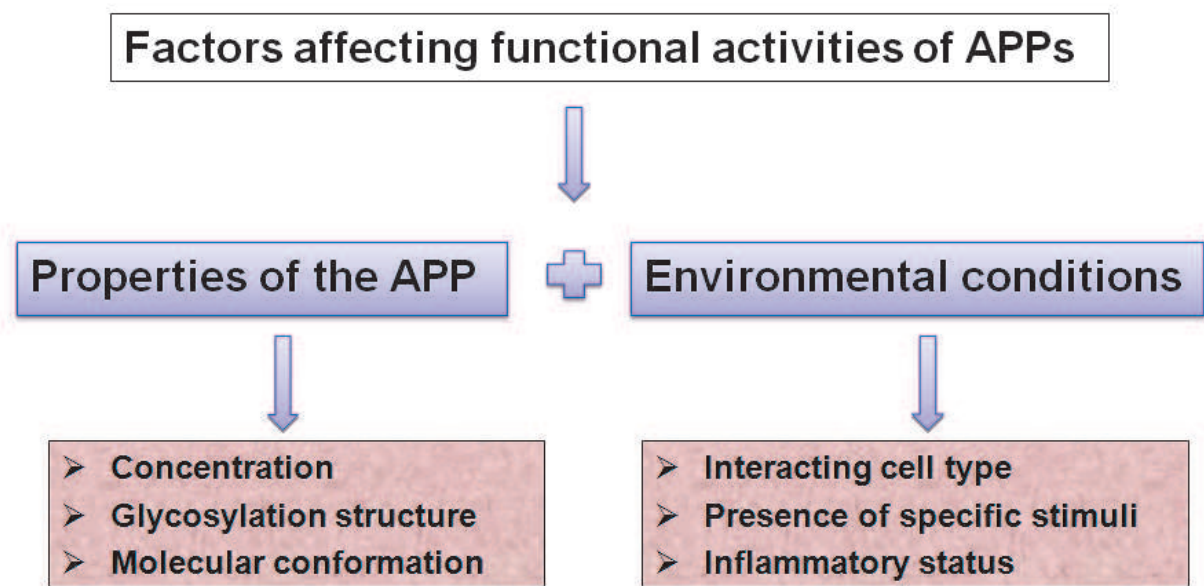 Factors affecting functional activities of APPs
Properties of the APP
Environmental conditions
➢ Concentration
➢ Glycosylation structure
➢ Molecular conformation
➢ Interacting cell type
➢ Presence of specific stimuli
➢ Inflammatory status